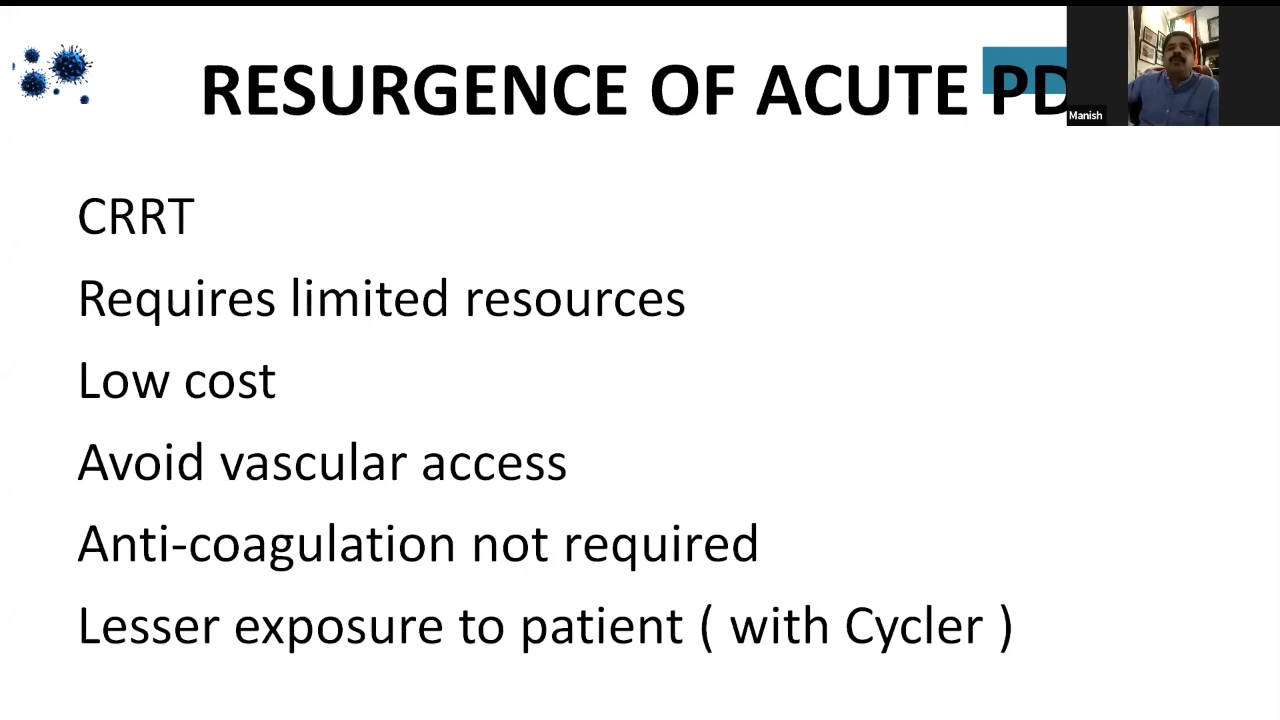 RESURGENCE OF ACUTE PD
Manish
CRRT
Requires limited resources
Low cost
Avoid vascular access
Anti-coagulation not required
Lesser exposure to patient ( with Cycler )